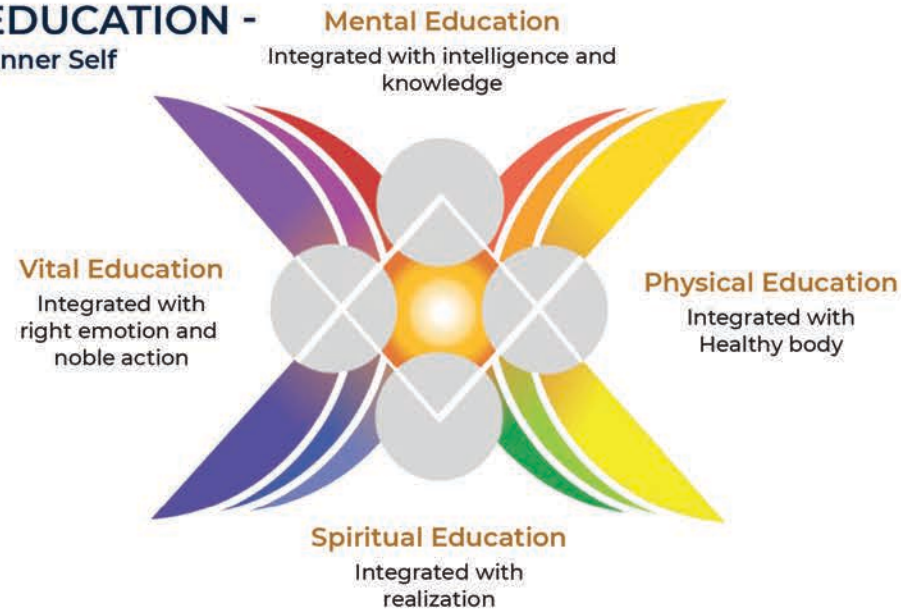 EDUCATION -
nner Self
Mental Education
Integrated with intelligence and
knowledge
Vital Education
Integrated with
right emotion and
noble action
Physical Education
Integrated with
Healthy body
Spiritual Education
Integrated with
realization